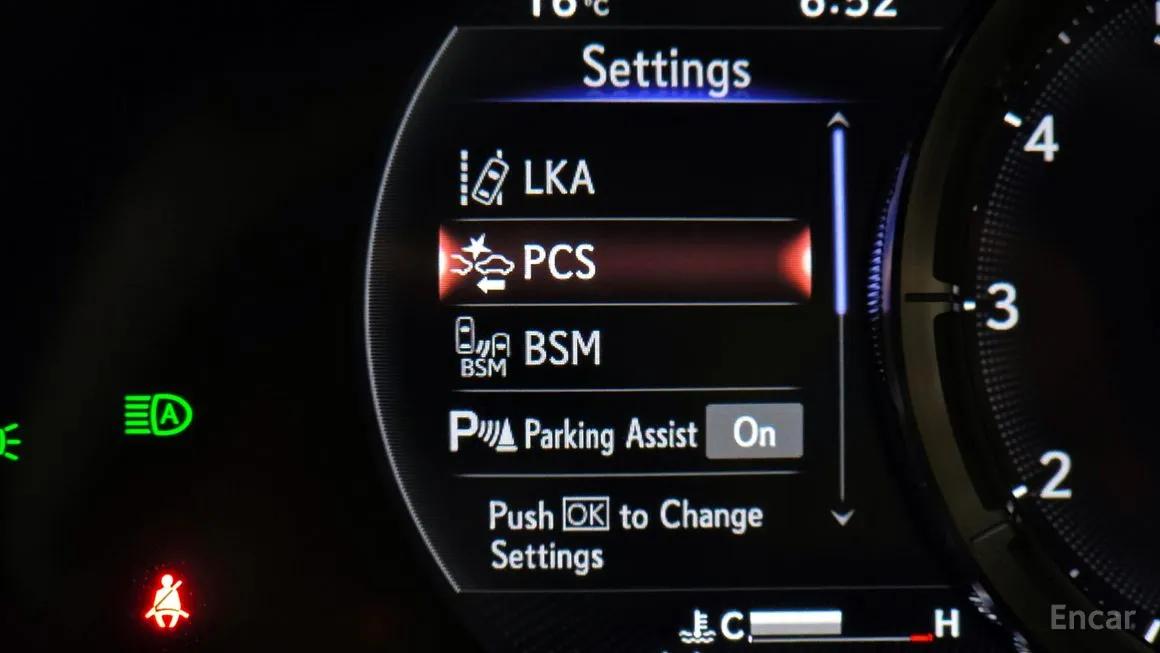 16°C
6:52
Settings
LKA
PCS
BSM
BSM
P Parking Assist On
Push OK to Change
Settings
C H
4
3
2
A
Encar